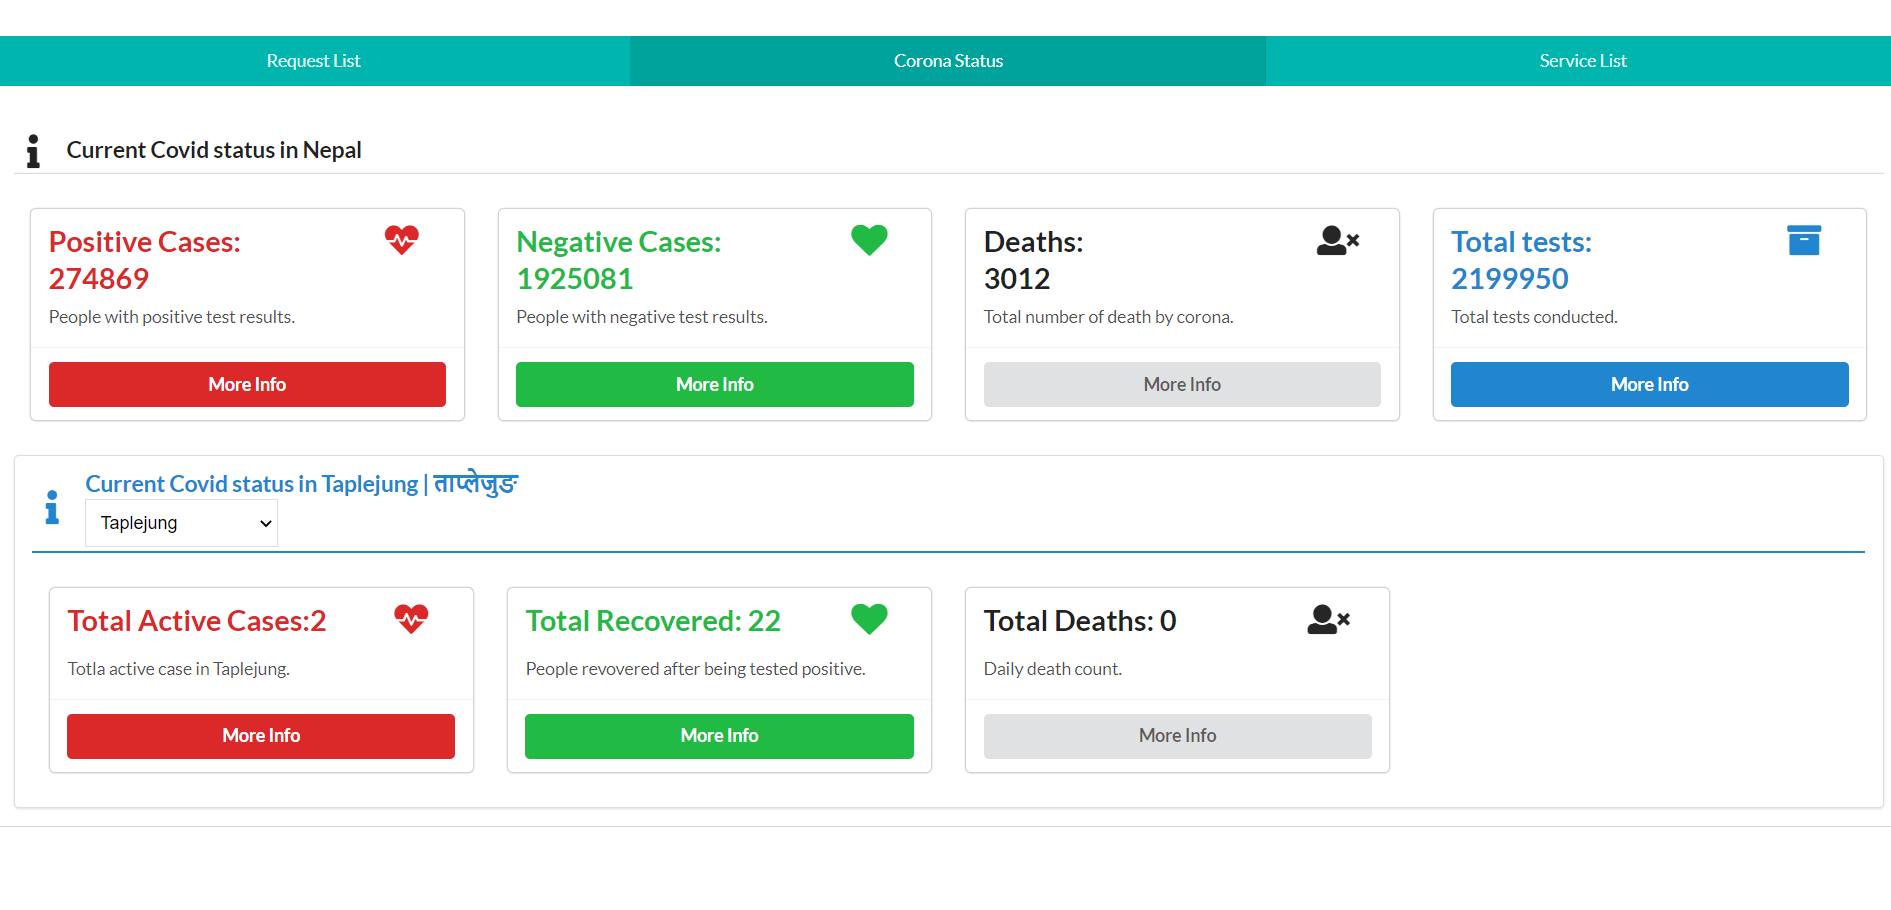 Request List
Corona Status
Service List
Current Covid status in Nepal
Positive Cases:
274869
People with positive test results.
More Info
Negative Cases:
1925081
People with negative test results.
More Info
Deaths:
3012
Total number of death by corona.
More Info
Total tests:
2199950
Total tests conducted.
More Info
Current Covid status in Taplejung | ताप्लेजुङ
Taplejung
Total Active Cases:2
Totla active case in Taplejung.
More Info
Total Recovered: 22
People revovered after being tested positive.
More Info
Total Deaths: 0
Daily death count.
More Info